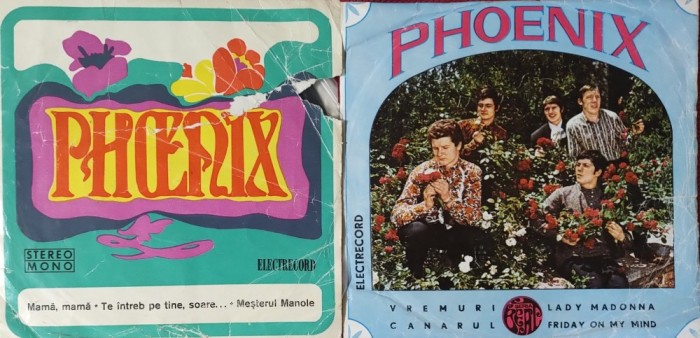 PHŒNIX
STEREO
MONO
ELECTRECORD
Mamă, mamă • Te întreb pe tine, soare... • Meșterul Manole
PHOENIX
ELECTRECORD
VREMURI
LADY MADONNA
CANARUL
FRIDAY ON MY MIND